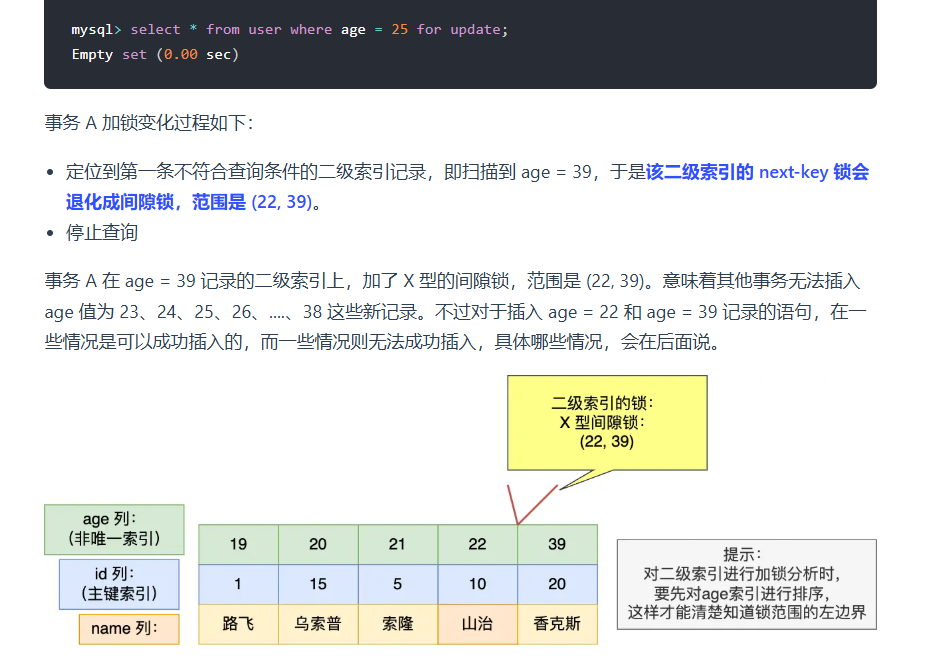 mysql> select * from user where age = 25 for update;
Empty set (0.00 sec)
事务 A 加锁变化过程如下：
• 定位到第一条不符合查询条件的二级索引记录，即扫描到 age = 39，于是该二级索引的 next-key 锁会
退化成间隙锁，范围是 (22, 39)。
• 停止查询
事务 A 在 age = 39 记录的二级索引上，加了 X 型的间隙锁，范围是 (22, 39)。意味着其他事务无法插入
age 值为 23、24、25、26、....、38 这些新记录。不过对于插入 age = 22 和 age = 39 记录的语句，在一
些情况是可以成功插入的，而一些情况则无法成功插入，具体哪些情况，会在后面说。
二级索引的锁：
X 型间隙锁：
(22, 39)
age 列：
(非唯一索引)
19 20 21 22 39
id 列：
(主键索引)
1 15 5 10 20
name 列：
路飞 乌索普 索隆 山治 香克斯
提示：
对二级索引进行加锁分析时，
要先对age索引进行排序，
这样才能清楚知道锁范围的左边界